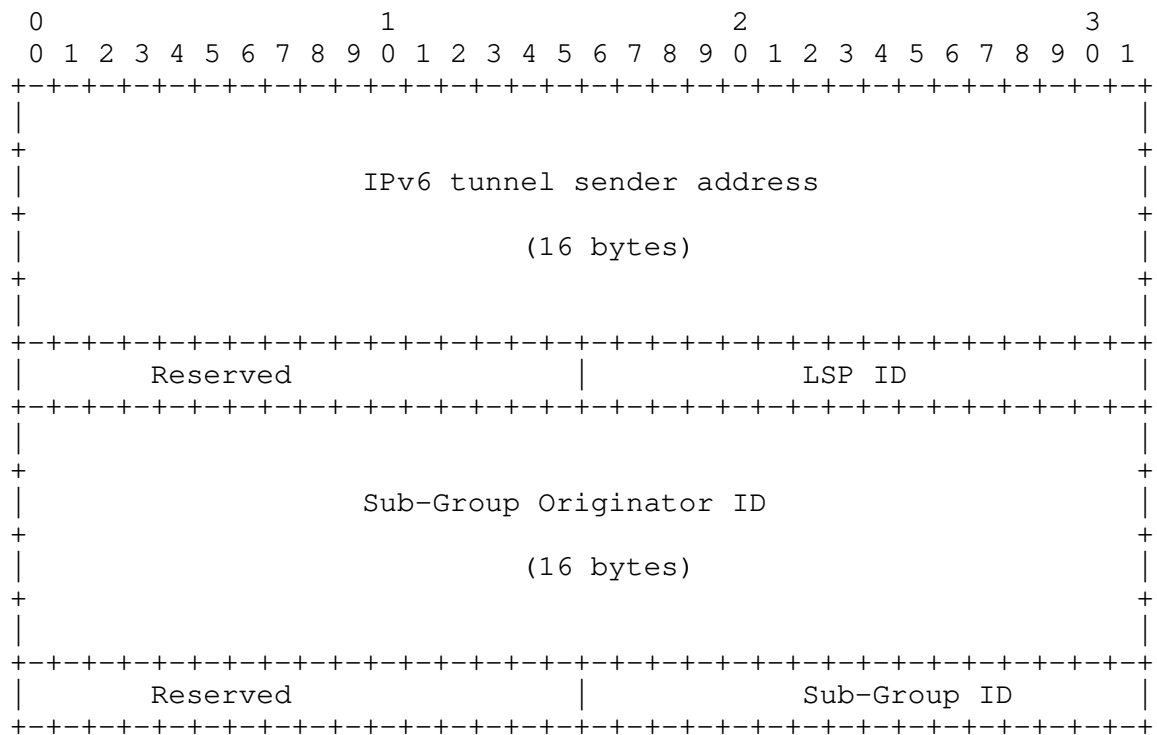 0                   1                   2                   3
 0 1 2 3 4 5 6 7 8 9 0 1 2 3 4 5 6 7 8 9 0 1 2 3 4 5 6 7 8 9 0 1
+-+-+-+-+-+-+-+-+-+-+-+-+-+-+-+-+-+-+-+-+-+-+-+-+-+-+-+-+-+-+-+-+
|                                                               |
+                                                               +
|                   IPv6 tunnel sender address                  |
+                                                               +
|                            (16 bytes)                         |
+                                                               +
|                                                               |
+-+-+-+-+-+-+-+-+-+-+-+-+-+-+-+-+-+-+-+-+-+-+-+-+-+-+-+-+-+-+-+-+
|       Reserved                |            LSP ID             |
+-+-+-+-+-+-+-+-+-+-+-+-+-+-+-+-+-+-+-+-+-+-+-+-+-+-+-+-+-+-+-+-+
|                                                               |
+                                                               +
|                   Sub-Group Originator ID                     |
+                                                               +
|                            (16 bytes)                         |
+                                                               +
|                                                               |
+-+-+-+-+-+-+-+-+-+-+-+-+-+-+-+-+-+-+-+-+-+-+-+-+-+-+-+-+-+-+-+-+
|       Reserved                |            Sub-Group ID       |
+-+-+-+-+-+-+-+-+-+-+-+-+-+-+-+-+-+-+-+-+-+-+-+-+-+-+-+-+-+-+-+-+